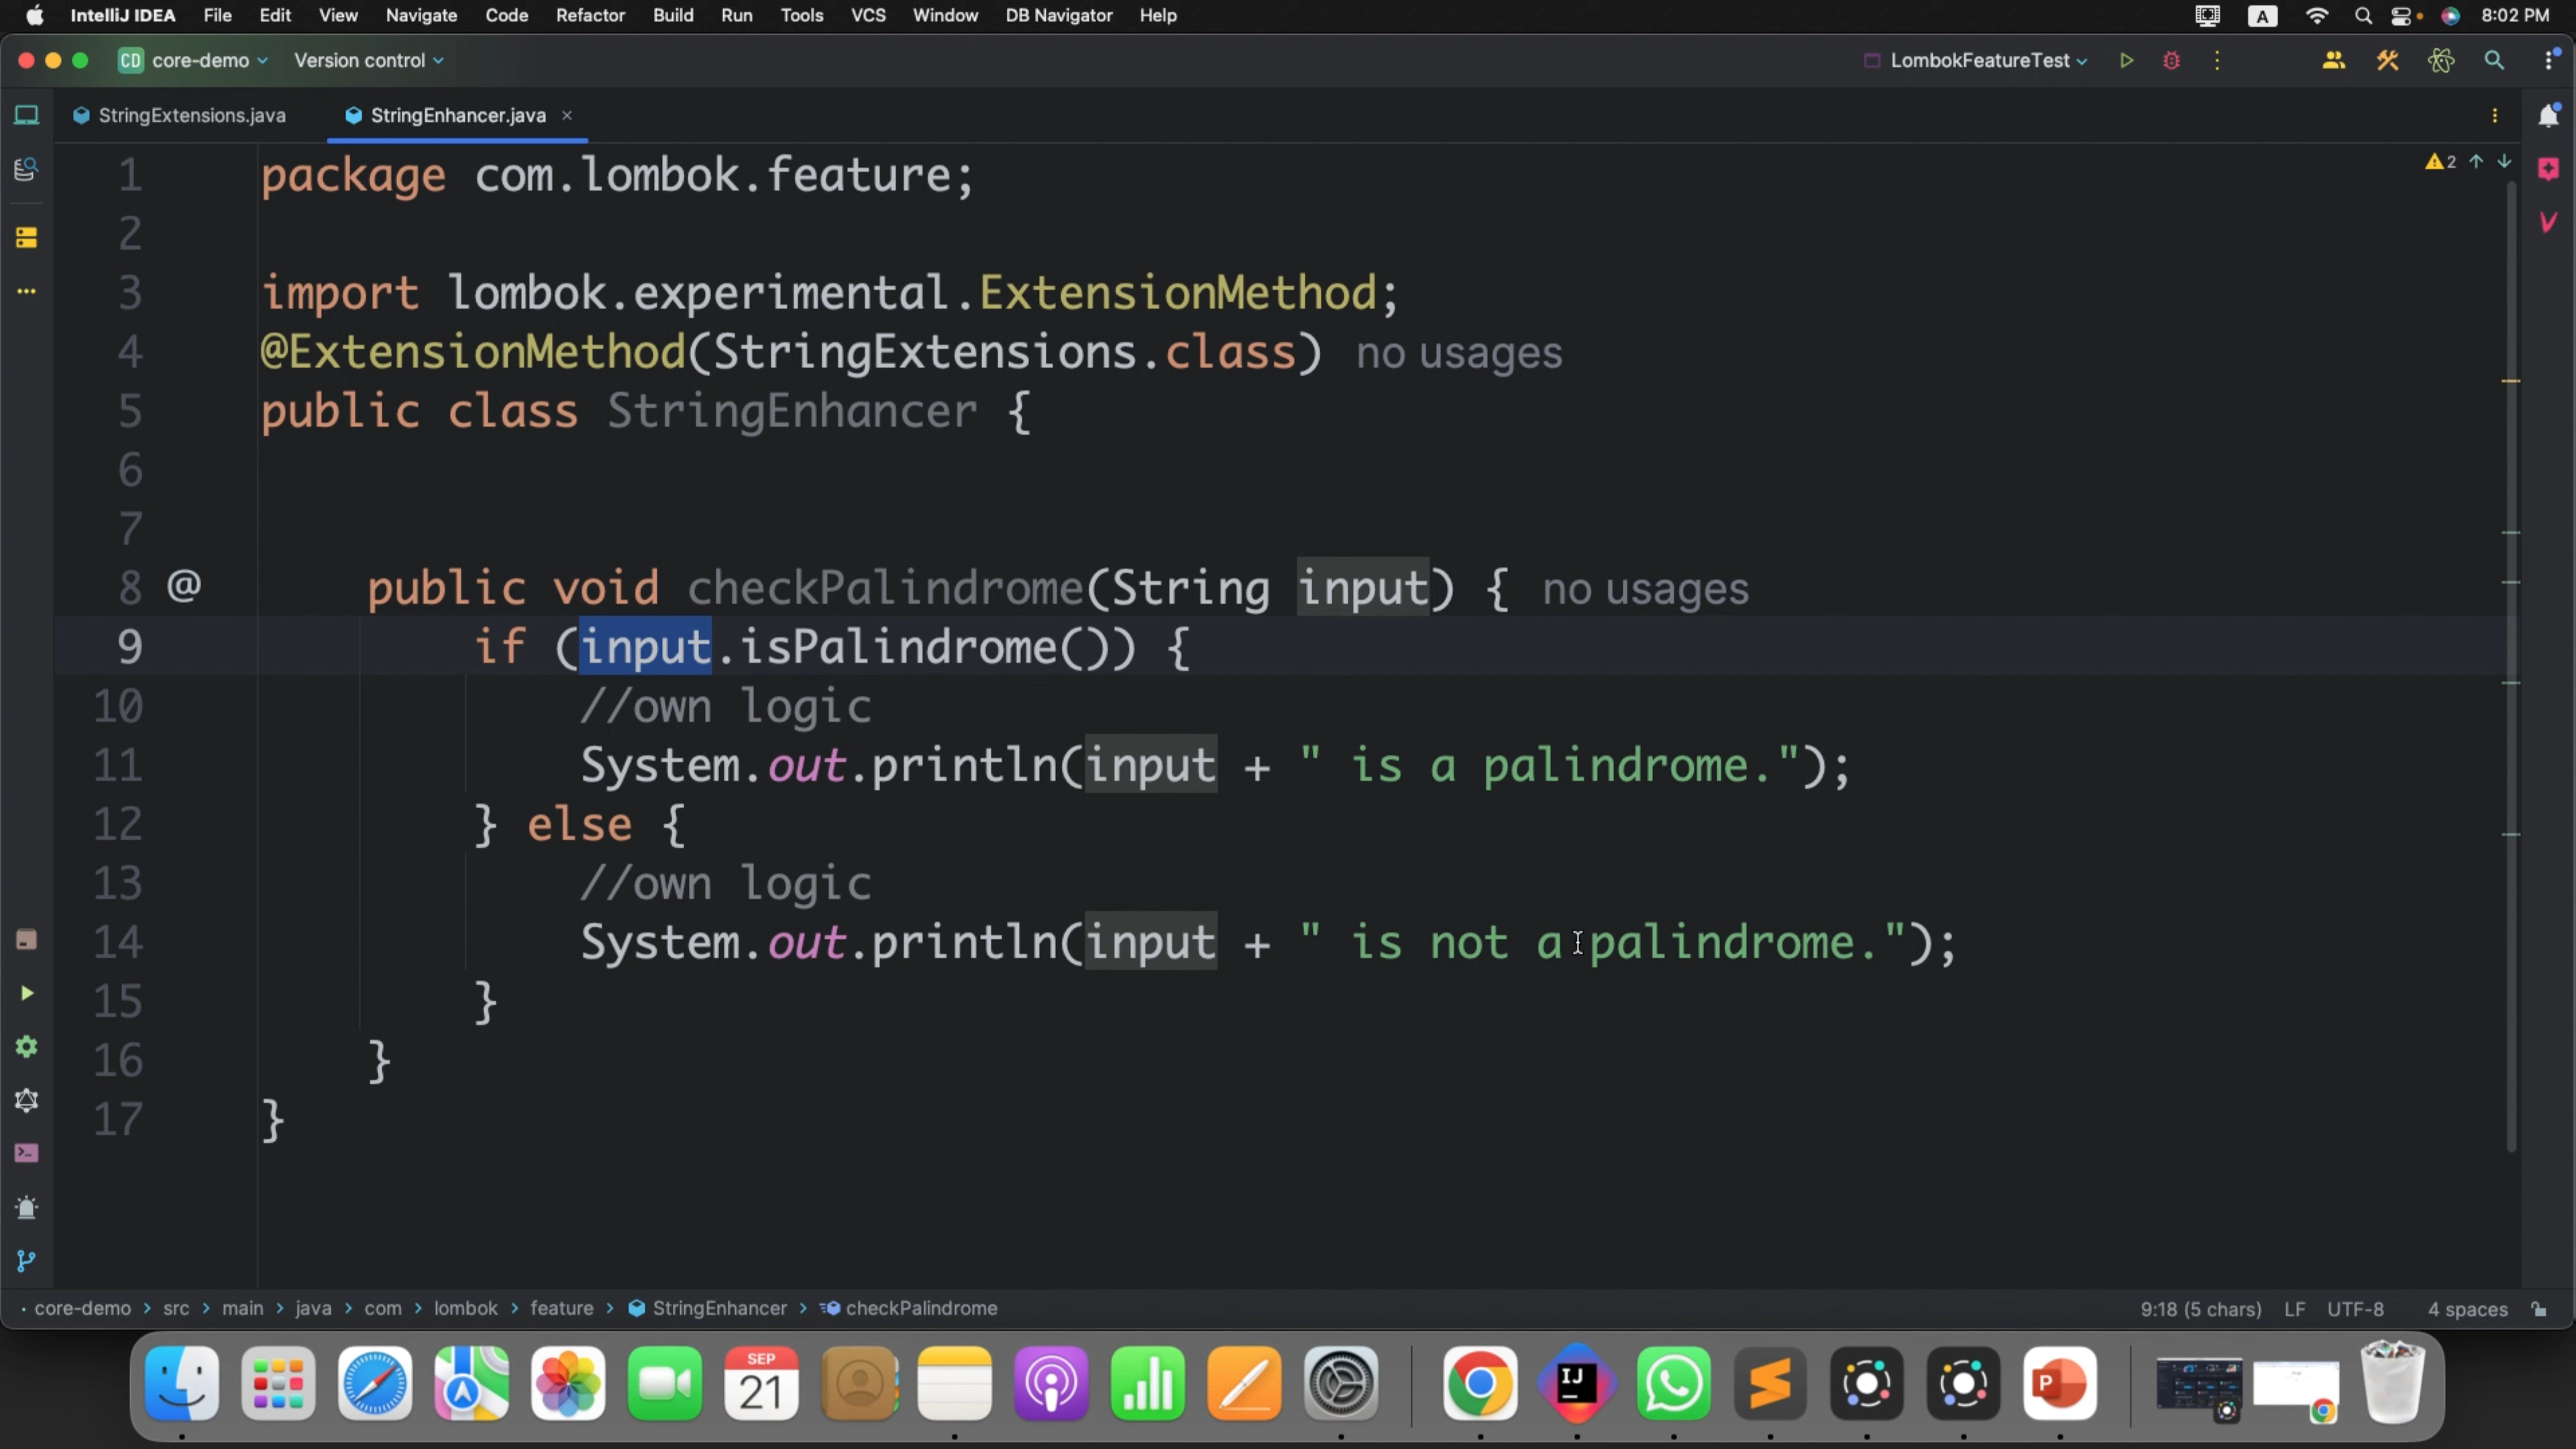 IntelliJ IDEA File Edit View Navigate Code Refactor Build Run Tools VCS Window DB Navigator Help A 8:02 PM
CD core-demo Version control LombokFeatureTest
StringExtensions.java StringEnhancer.java
1 package com.lombok.feature; 2
2
3 import lombok.experimental.ExtensionMethod;
4 @ExtensionMethod(StringExtensions.class) no usages
5 public class StringEnhancer {
6
7
8 @ public void checkPalindrome(String input) { no usages
9 if (input.isPalindrome()) {
10 //own logic
11 System.out.println(input + " is a palindrome.");
12 } else {
13 //own logic
14 System.out.println(input + " is not a palindrome.");
15 }
16 }
17 }
core-demo > src > main > java > com > lombok > feature > StringEnhancer > checkPalindrome 9:18 (5 chars) LF UTF-8 4 spaces
SEP
21
IJ
P